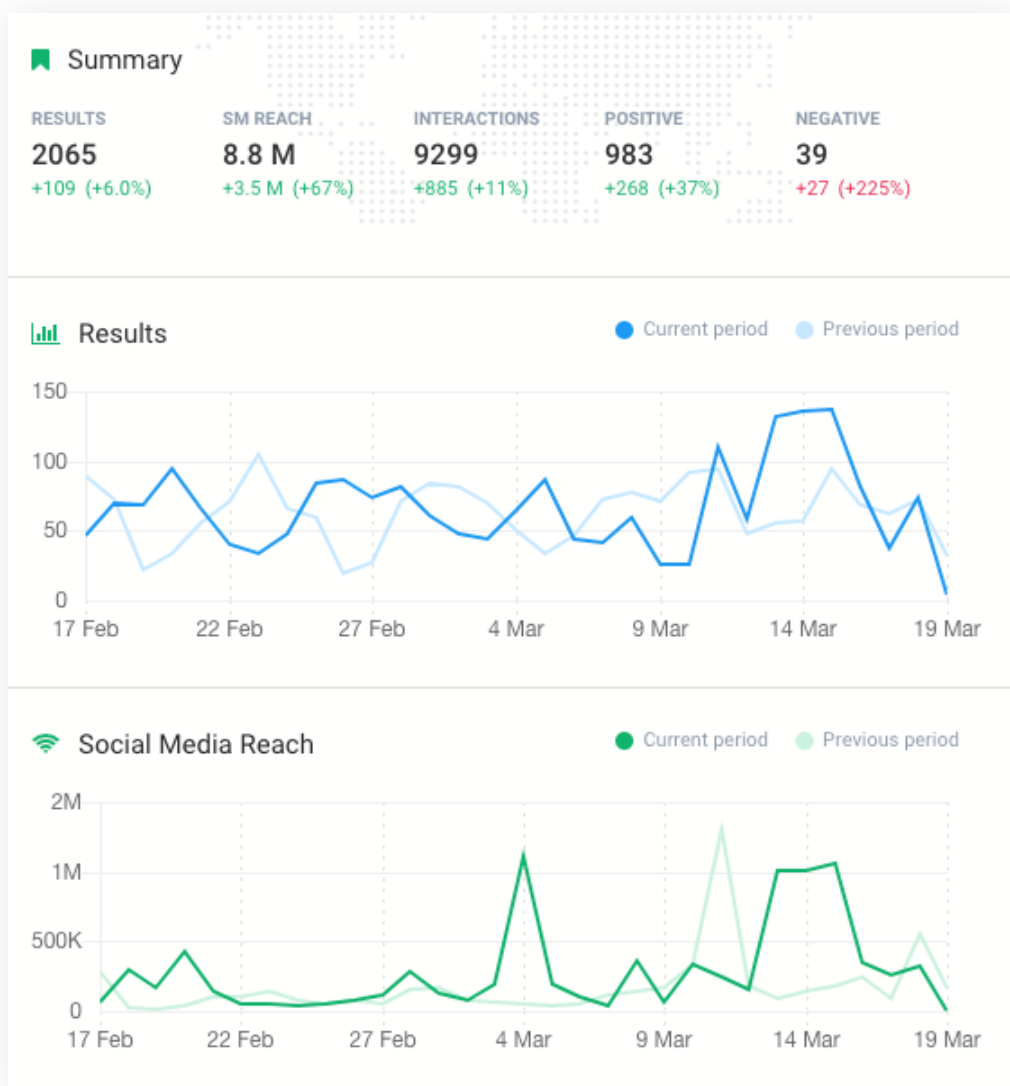 Summary
RESULTS SM REACH INTERACTIONS POSITIVE NEGATIVE
2065 8.8 M 9299 983 39
+109 (+6.0%) +3.5 M (+67%) +885 (+11%) +268 (+37%) +27 (+225%)
Results Current period Previous period
150
100
50
0
17 Feb 22 Feb 27 Feb 4 Mar 9 Mar 14 Mar 19 Mar
Social Media Reach Current period Previous period
2M
1M
500K
0
17 Feb 22 Feb 27 Feb 4 Mar 9 Mar 14 Mar 19 Mar